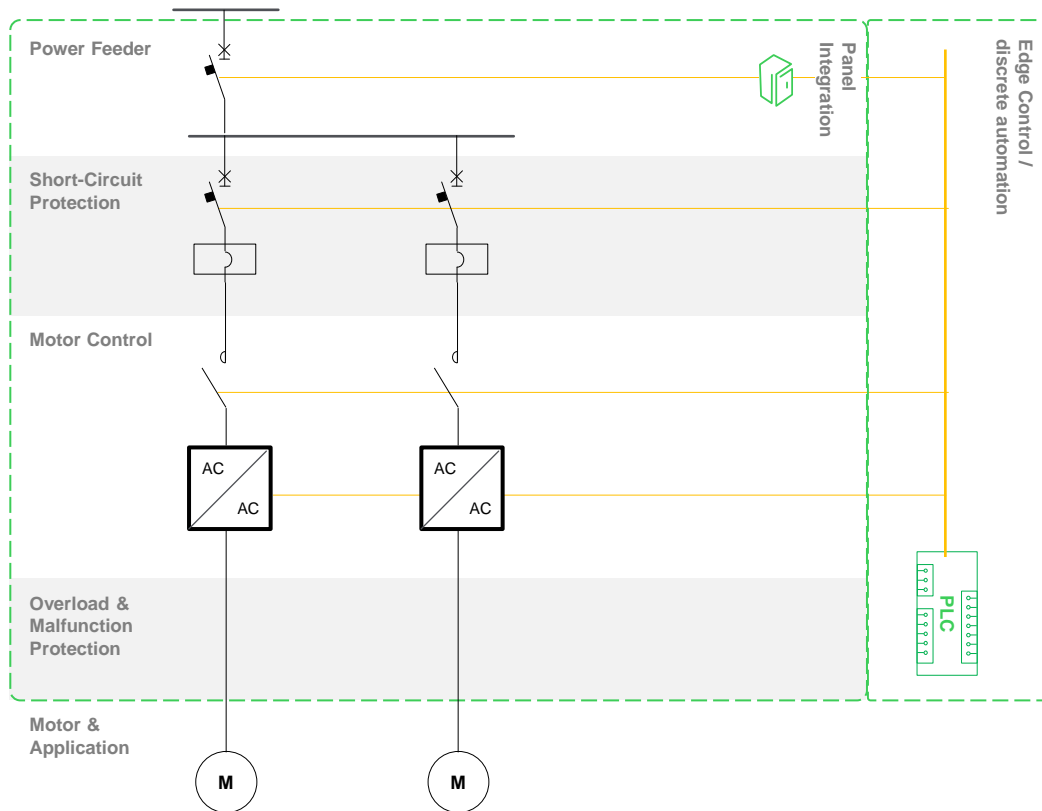 Power Feeder
Panel
Integration
Edge Control /
discrete automation
Short-Circuit
Protection
Motor Control
AC
AC
AC
AC
Overload &
Malfunction
Protection
PLC
Motor &
Application
M
M